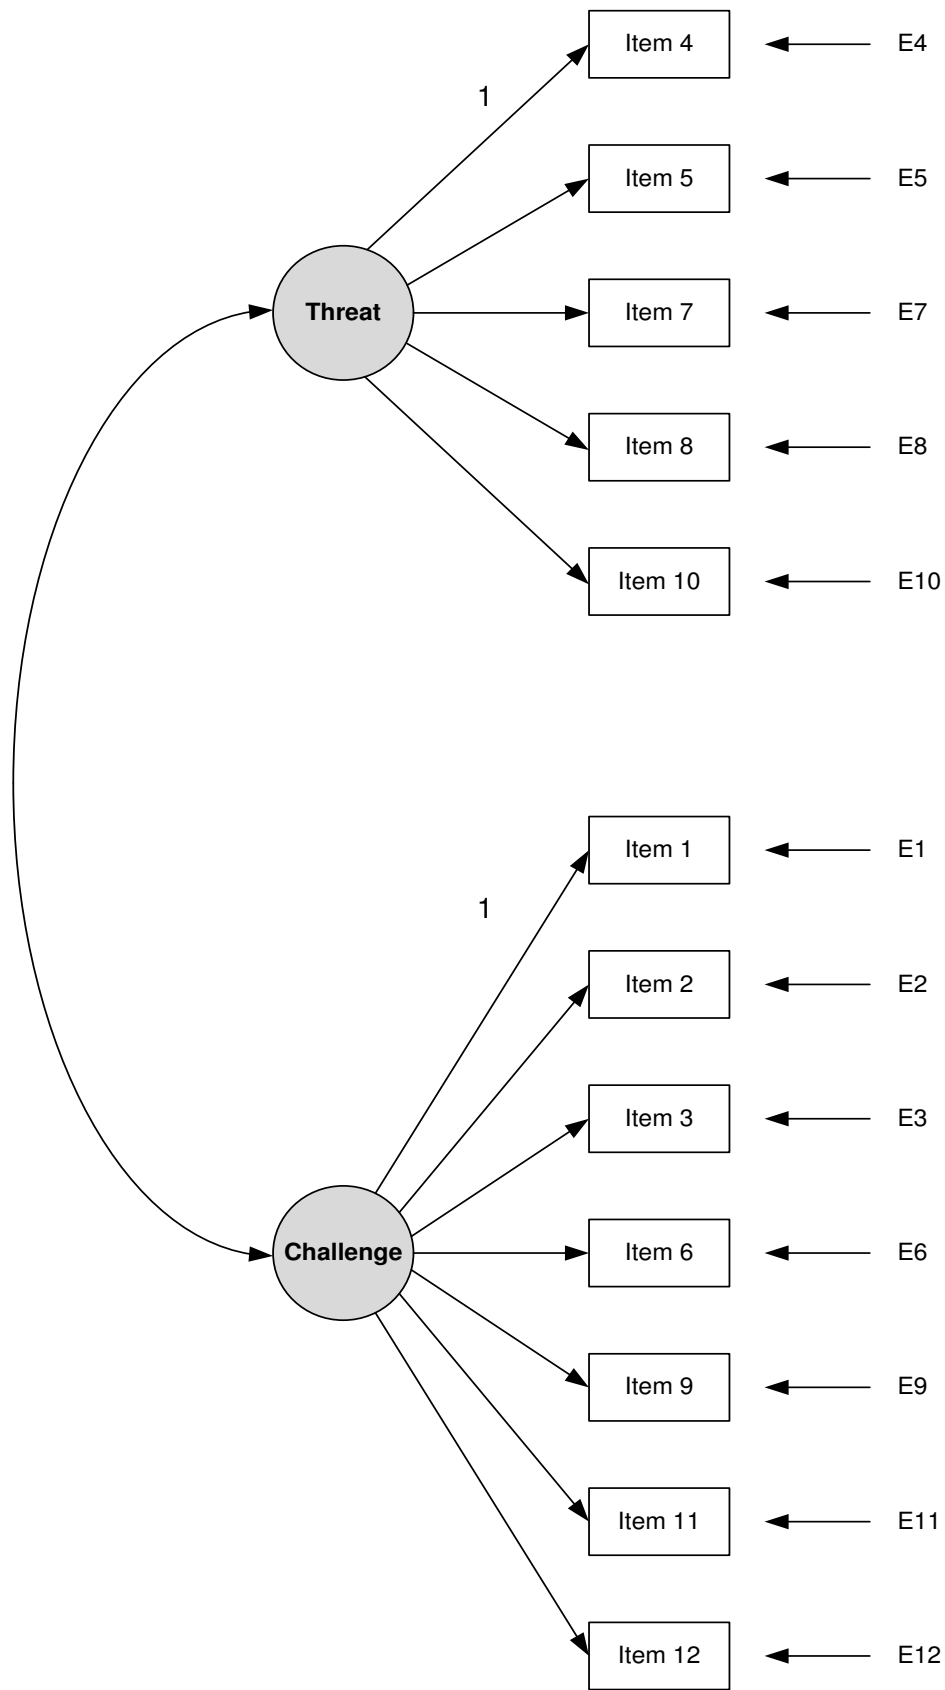 Item 4 E4
1
Item 5 E5
Threat Item 7 E7
Item 8 E8
Item 10 E10
Item 1 E1
1
Item 2 E2
Item 3 E3
Challenge Item 6 E6
Item 9 E9
Item 11 E11
Item 12 E12